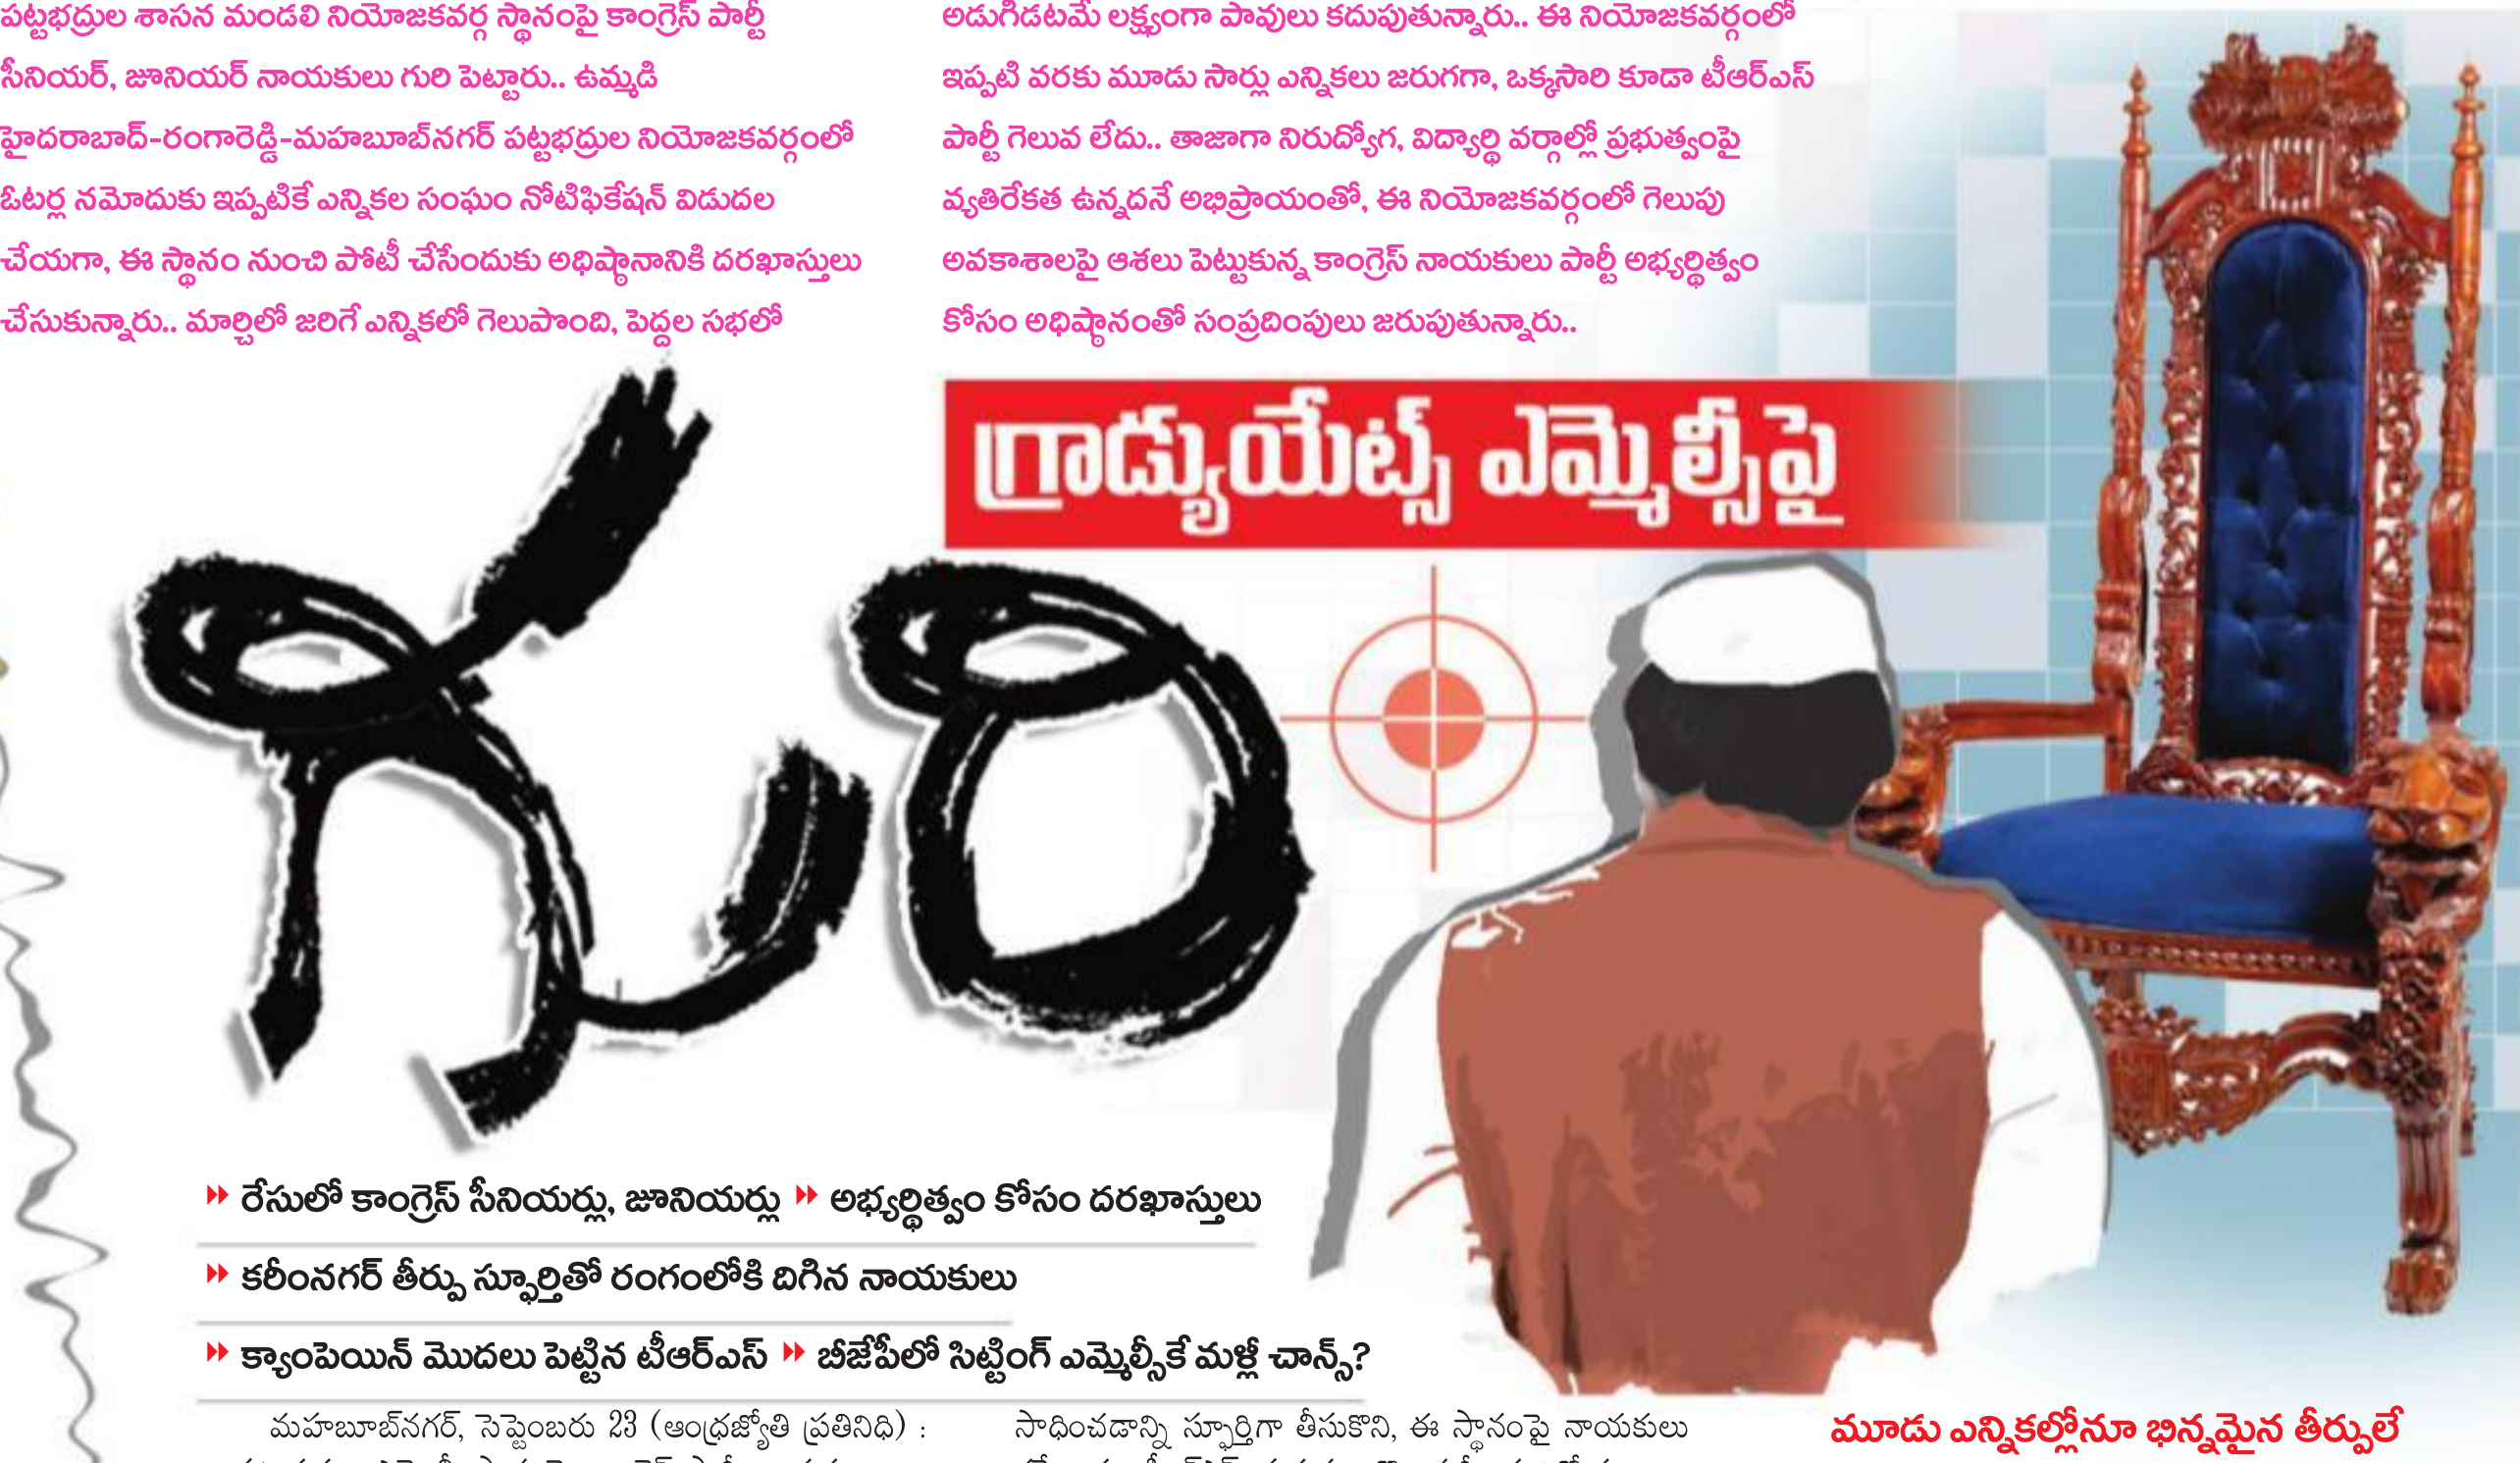 పట్టభద్రుల శాసన మండలి నియోజకవర్గ స్థానంపై కాంగ్రెస్ పార్టీ
సీనియర్, జూనియర్ నాయకులు గురి పెట్టారు.. ఉమ్మడి
హైదరాబాద్-రంగారెడ్డి-మహబూబ్‌నగర్ పట్టభద్రుల నియోజకవర్గంలో
ఓటర్ల నమోదుకు ఇప్పటికే ఎన్నికల సంఘం నోటిఫికేషన్ విడుదల
చేయగా, ఈ స్థానం నుంచి పోటీ చేసేందుకు అధిష్ఠానానికి దరఖాస్తులు
చేసుకున్నారు.. మార్చిలో జరిగే ఎన్నికలో గెలుపొంది, పెద్దల సభలో
అడుగిడటమే లక్ష్యంగా పావులు కదుపుతున్నారు.. ఈ నియోజకవర్గంలో
ఇప్పటి వరకు మూడు సార్లు ఎన్నికలు జరుగగా, ఒక్కసారి కూడా టీఆర్ఎస్
పార్టీ గెలువ లేదు.. తాజాగా నిరుద్యోగ, విద్యార్థి వర్గాల్లో ప్రభుత్వంపై
వ్యతిరేకత ఉన్నదనే అభిప్రాయంతో, ఈ నియోజకవర్గంలో గెలుపు
అవకాశాలపై ఆశలు పెట్టుకున్న కాంగ్రెస్ నాయకులు పార్టీ అభ్యర్థిత్వం
కోసం అధిష్ఠానంతో సంప్రదింపులు జరుపుతున్నారు..
గ్రాడ్యుయేట్స్ ఎమ్మెల్సీపై
గురి
రేసులో కాంగ్రెస్ సీనియర్లు, జూనియర్లు అభ్యర్థిత్వం కోసం దరఖాస్తులు
కరీంనగర్ తీర్పు స్ఫూర్తితో రంగంలోకి దిగిన నాయకులు
క్యాంపెయిన్ మొదలు పెట్టిన టీఆర్ఎస్ బీజేపీలో సిట్టింగ్ ఎమ్మెల్సీకే మళ్లీ చాన్స్?
మహబూబ్‌నగర్, సెప్టెంబరు 23 (ఆంధ్రజ్యోతి ప్రతినిధి) :
సాధించడాన్ని స్ఫూర్తిగా తీసుకొని, ఈ స్థానంపై నాయకులు
మూడు ఎన్నికల్లోనూ భిన్నమైన తీర్పులే